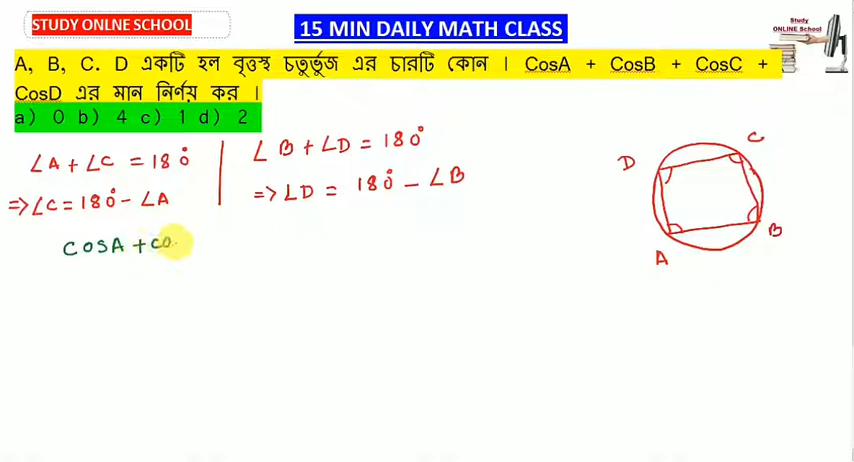 STUDY ONLNE SCHOOL
15 MIN DAILY MATH CLASS
Study
ONLINE School
A, B, C. D একটি হল বৃত্তস্থ চতুর্ভুজ এর চারটি কোন । CosA + CosB + CosC +
CosD এর মান নির্ণয় কর ।
a) 0 b) 4 c) 1 d) 2
∠A + ∠C = 180°
=> ∠C = 180° - ∠A
∠B + ∠D = 180°
=> ∠D = 180° - ∠B
COSA + CO
D
C
B
A